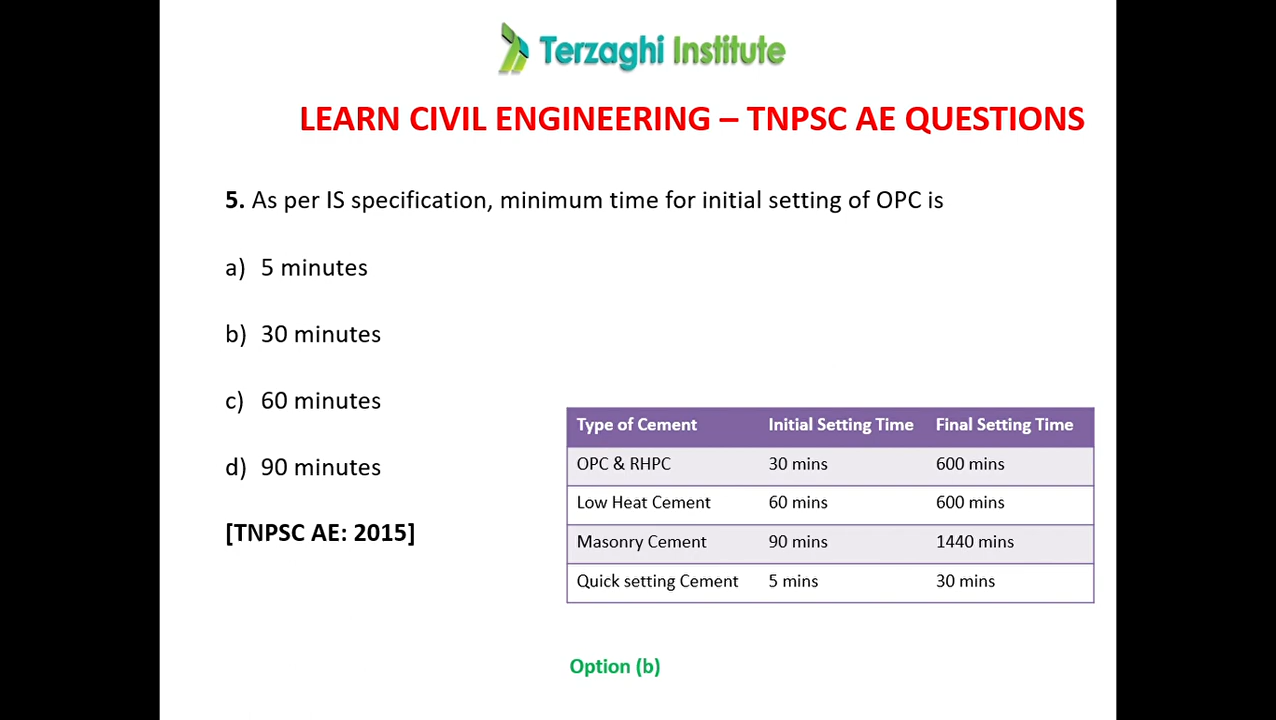 Terzaghi Institute
LEARN CIVIL ENGINEERING – TNPSC AE QUESTIONS
5. As per IS specification, minimum time for initial setting of OPC is
a) 5 minutes
b) 30 minutes
c) 60 minutes
d) 90 minutes
[TNPSC AE: 2015]
Type of Cement Initial Setting Time Final Setting Time
OPC & RHPC 30 mins 600 mins
Low Heat Cement 60 mins 600 mins
Masonry Cement 90 mins 1440 mins
Quick setting Cement 5 mins 30 mins
Option (b)